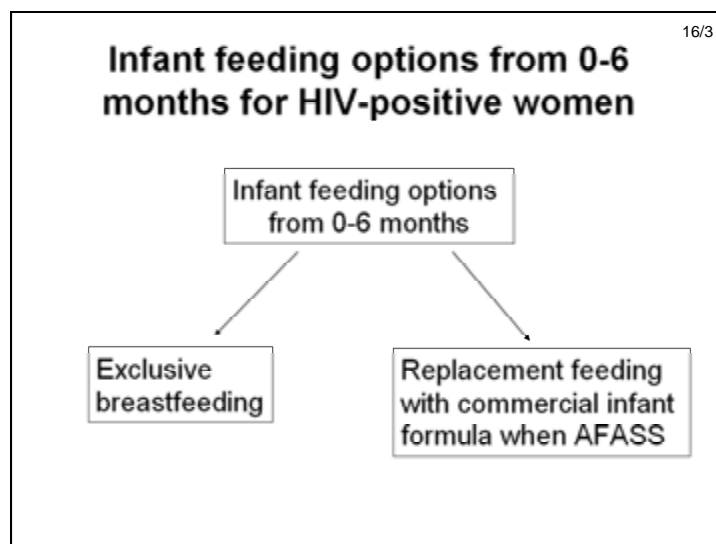 16/3
Infant feeding options from 0-6
months for HIV-positive women
Infant feeding options
from 0-6 months
Exclusive
breastfeeding
Replacement feeding
with commercial infant
formula when AFASS